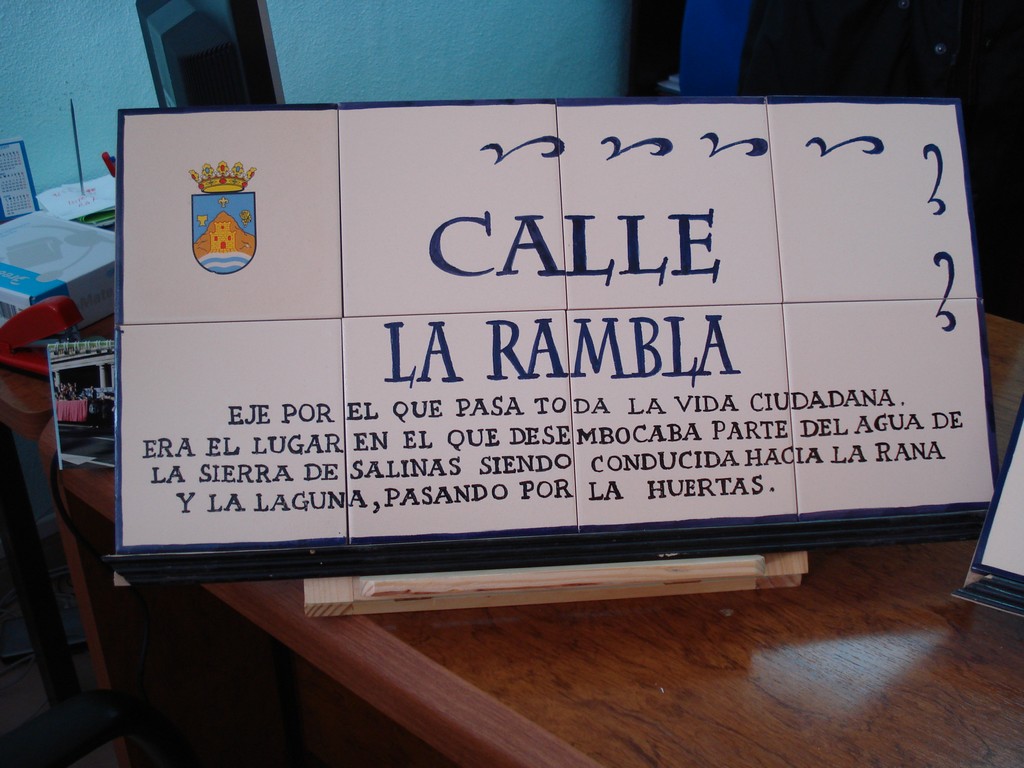 CALLE
LA RAMBLA
EJE POR EL QUE PASA TODA LA VIDA CIUDADANA.
ERA EL LUGAR EN EL QUE DESEMBOCABA PARTE DEL AGUA DE
LA SIERRA DE SALINAS SIENDO CONDUCIDA HACIA LA RANA
Y LA LAGUNA, PASANDO POR LA HUERTAS.